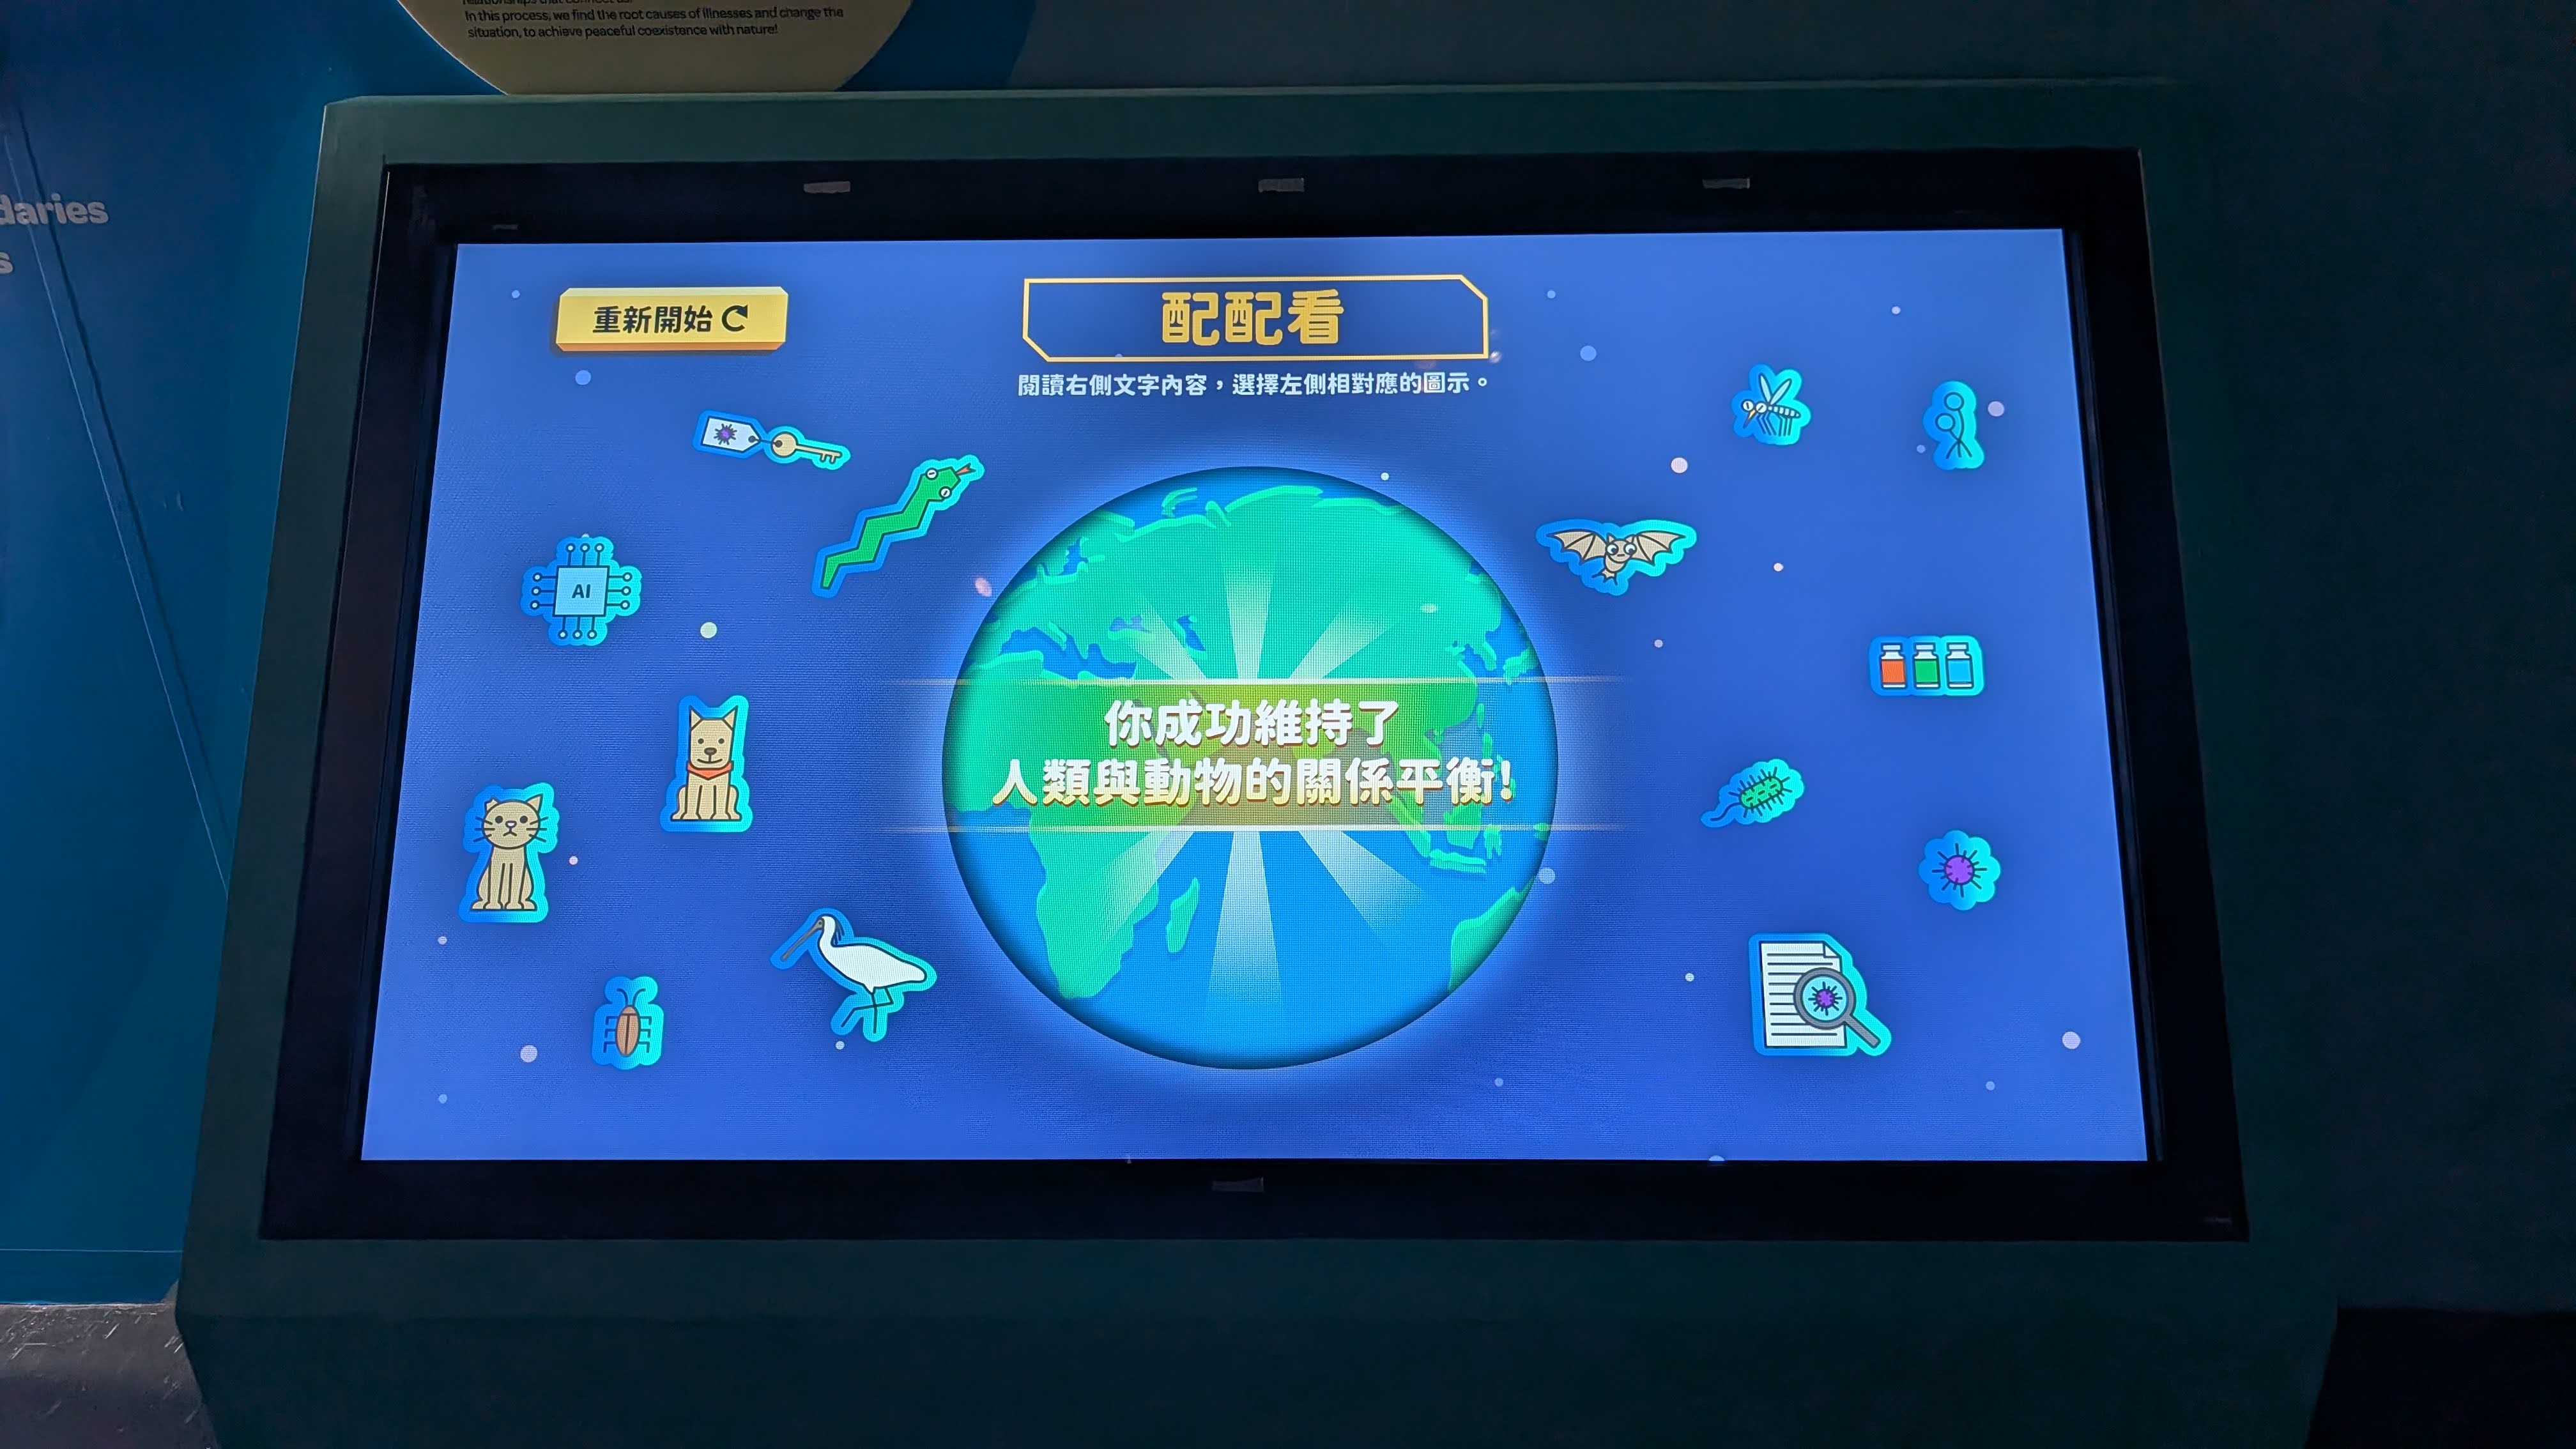 In this process, we find the root causes of illnesses and change the
situation, to achieve peaceful coexistence with nature!
daries
s
重新開始
配配看
閱讀右側文字內容，選擇左側相對應的圖示。
AI
你成功維持了
人類與動物的關係平衡!